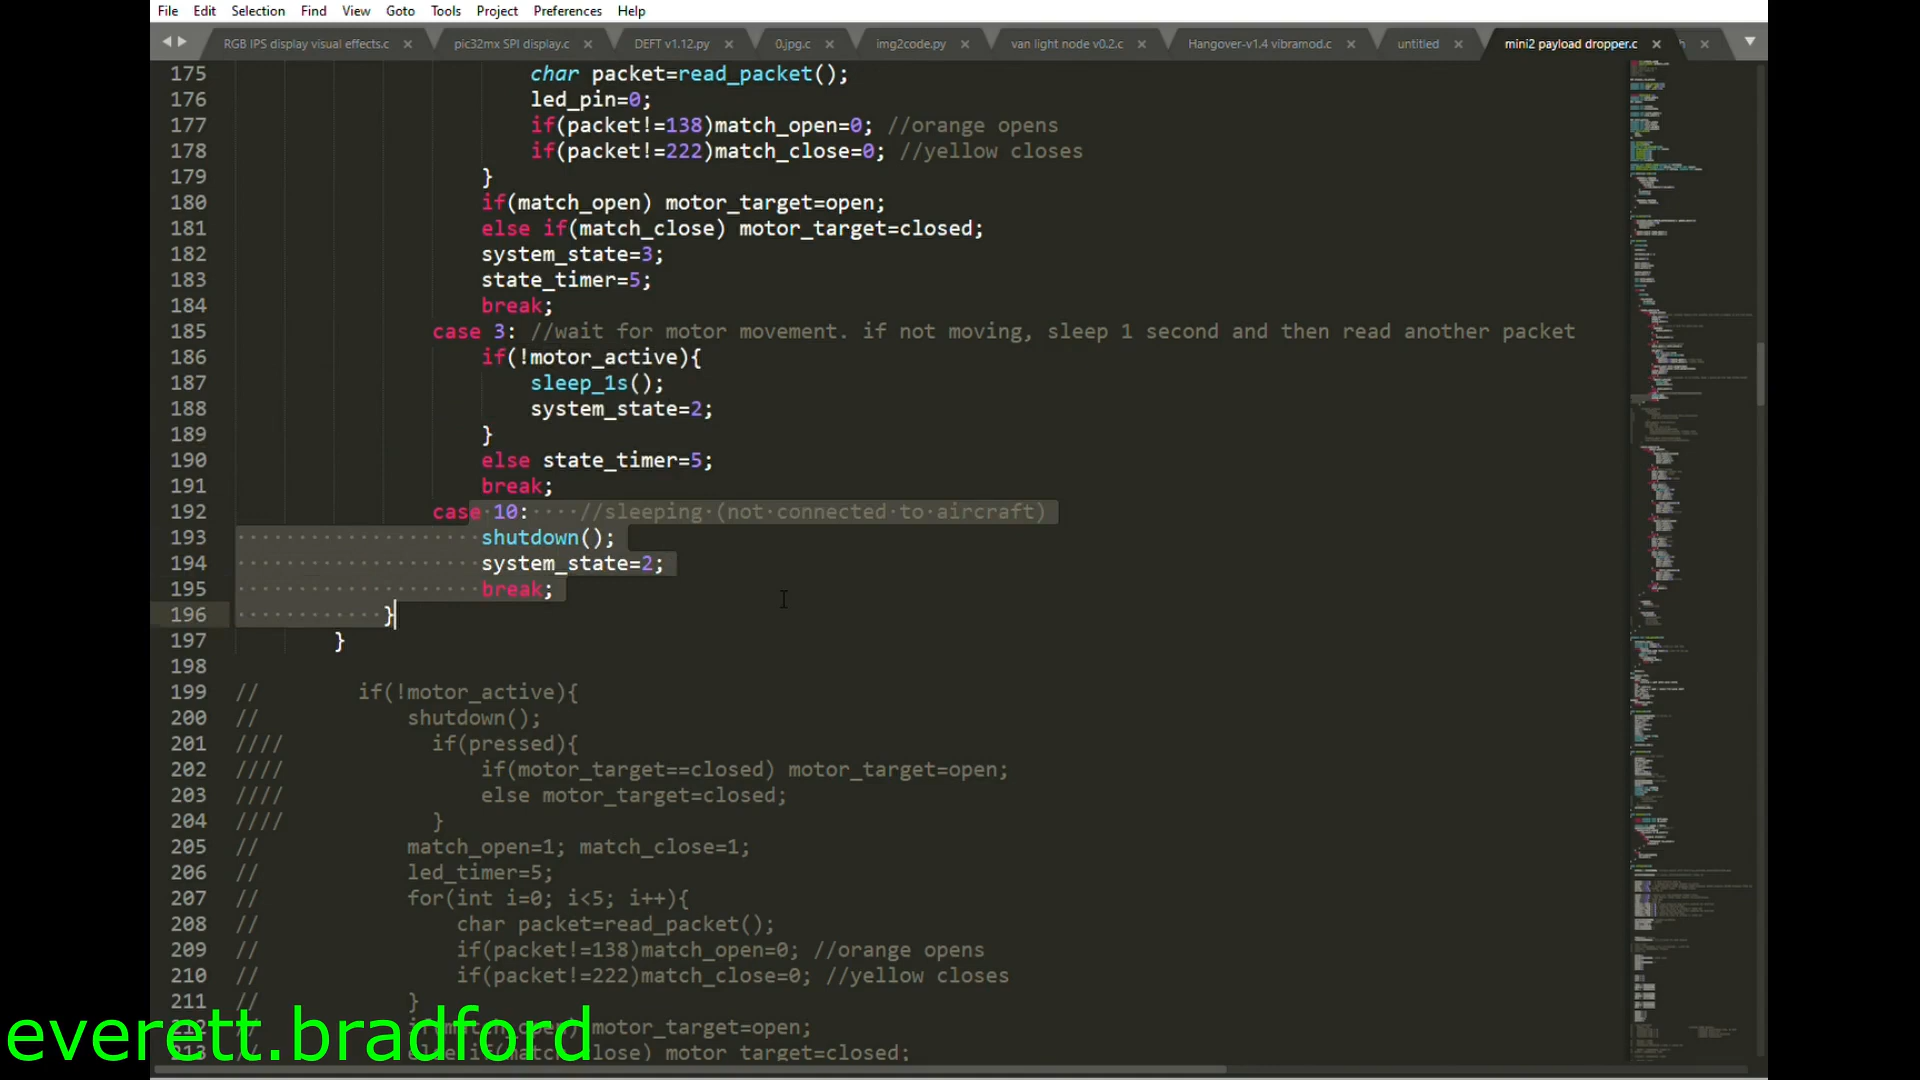 File Edit Selection Find View Goto Tools Project Preferences Help
RGB IPS display visual effects.c × pic32mx SPI display.c × DEFT v1.12.py × 0.jpg.c × img2code.py × van light node v0.2.c × Hangover-v1.4 vibramod.c × untitled × mini2 payload dropper.c × h ×
175 char packet=read_packet();
176 led_pin=0;
177 if(packet!=138)match_open=0; //orange opens
178 if(packet!=222)match_close=0; //yellow closes
179 }
180 if(match_open) motor_target=open;
181 else if(match_close) motor_target=closed;
182 system_state=3;
183 state_timer=5;
184 break;
185 case 3: //wait for motor movement. if not moving, sleep 1 second and then read another packet
186 if(!motor_active){
187 sleep_1s();
188 system_state=2;
189 }
190 else state_timer=5;
191 break;
192 case 10: //sleeping (not connected to aircraft)
193 shutdown();
194 system_state=2;
195 break;
196 }
197 }
198
199 // if(!motor_active){
200 // shutdown();
201 //// if(pressed){
202 //// if(motor_target==closed) motor_target=open;
203 //// else motor_target=closed;
204 //// }
205 // match_open=1; match_close=1;
206 // led_timer=5;
207 // for(int i=0; i<5; i++){
208 // char packet=read_packet();
209 // if(packet!=138)match_open=0; //orange opens
210 // if(packet!=222)match_close=0; //yellow closes
211 // }
212 // if(match_open) motor_target=open;
213 // else if(match_close) motor_target=closed;
everett.bradford